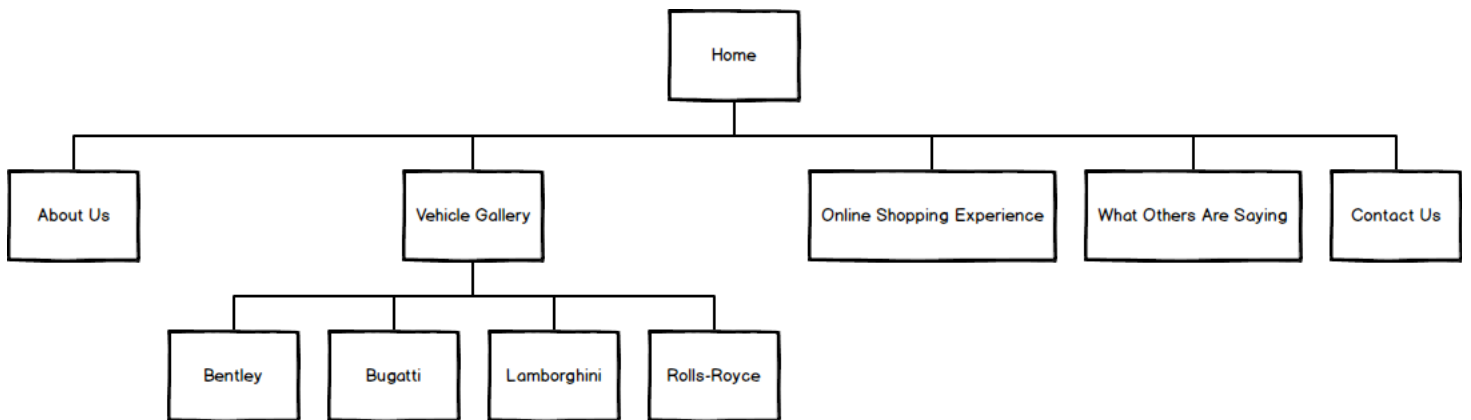 Home
About Us
Vehicle Gallery
Online Shopping Experience
What Others Are Saying
Contact Us
Bentley
Bugatti
Lamborghini
Rolls-Royce